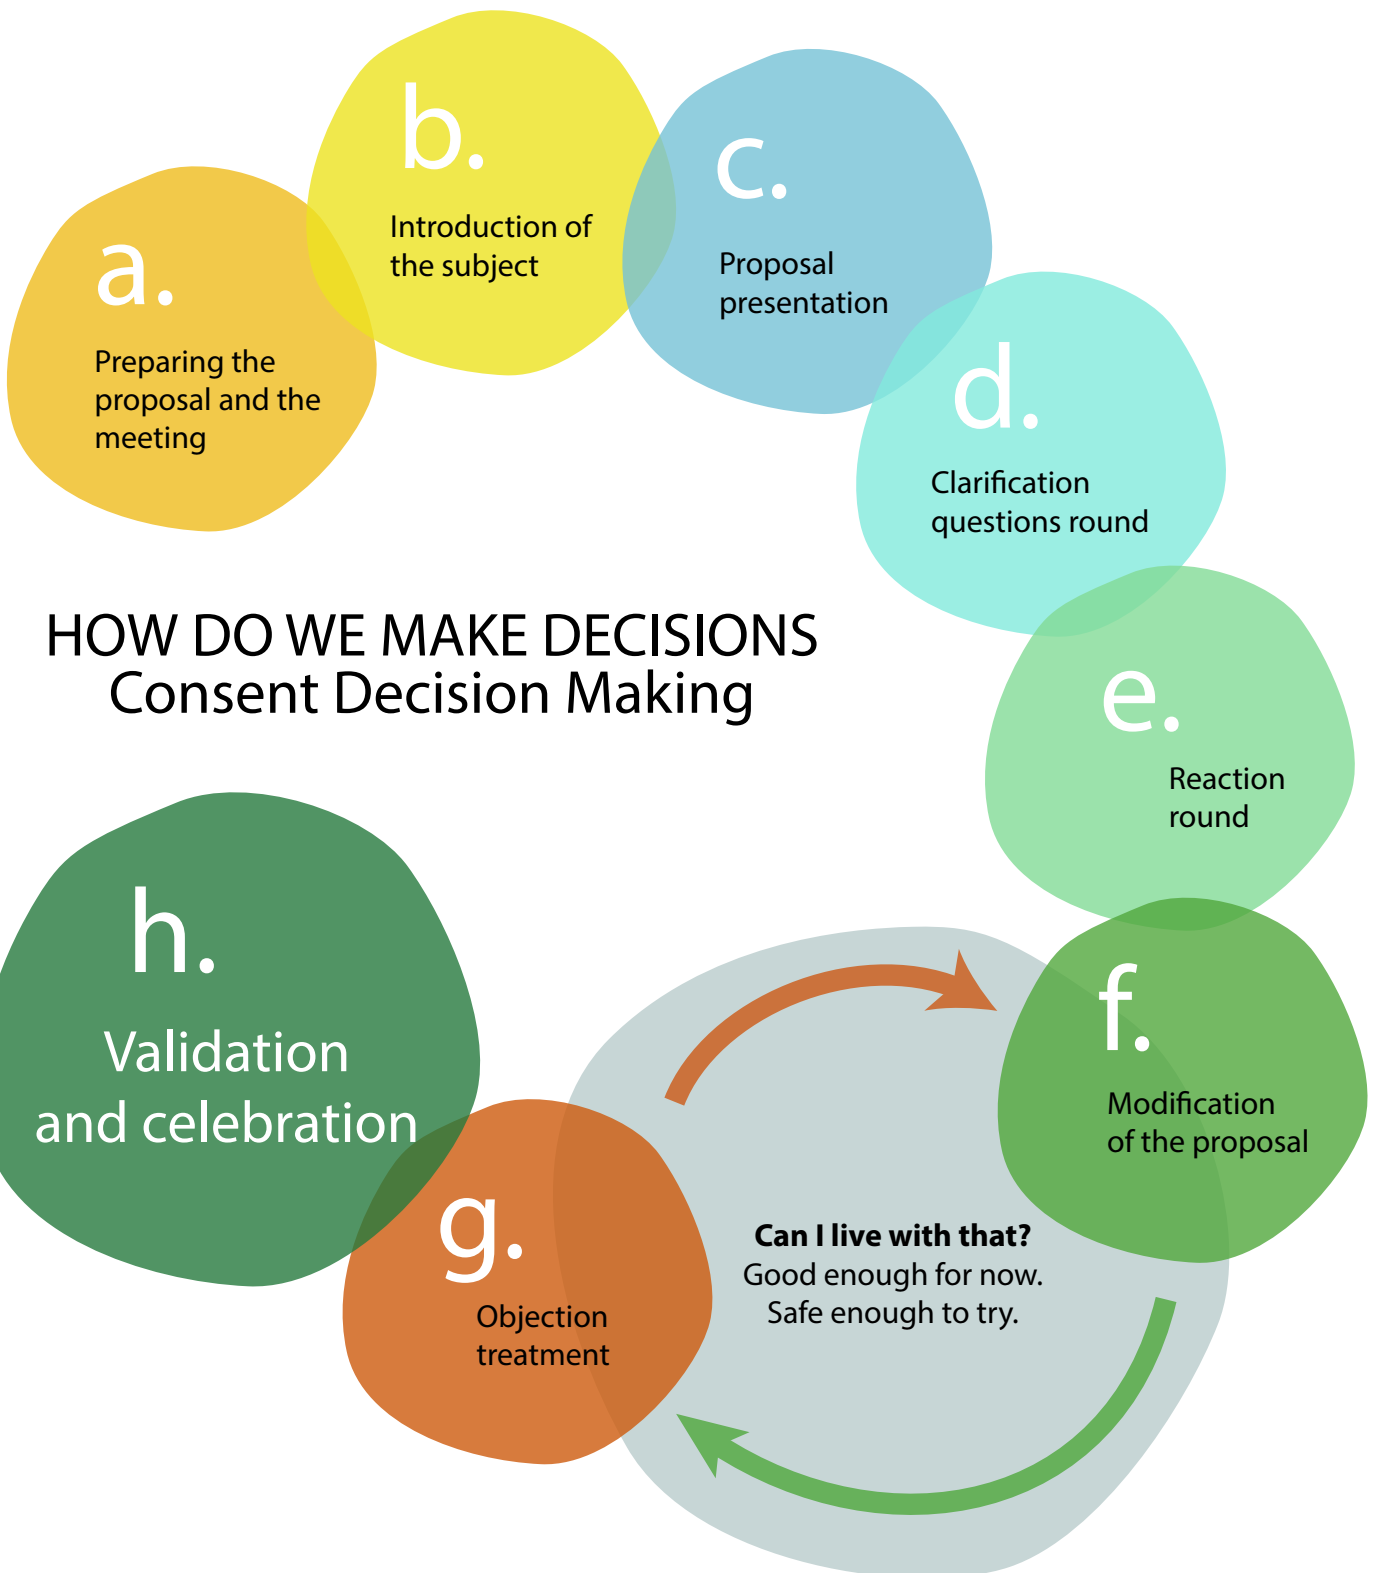 a.
Preparing the
proposal and the
meeting
b.
Introduction of
the subject
c.
Proposal
presentation
d.
Clarification
questions round
e.
Reaction
round
HOW DO WE MAKE DECISIONS
Consent Decision Making
f.
Modification
of the proposal
Can I live with that?
Good enough for now.
Safe enough to try.
g.
Objection
treatment
h.
Validation
and celebration